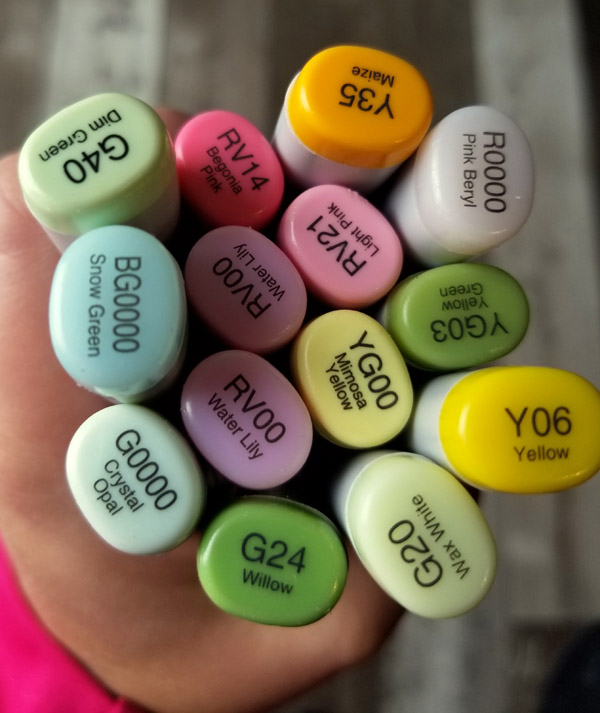 Y35
Maize
G40
Dim Green
RV14
Begonia
Pink
R0000
Pink Beryl
RV21
Light Pink
RV00
Water Lily
BG0000
Snow Green
YG03
Yellow
Green
YG00
Mimosa
Yellow
RV00
Water Lily
Y06
Yellow
G0000
Crystal
Opal
G20
Wax White
G24
Willow